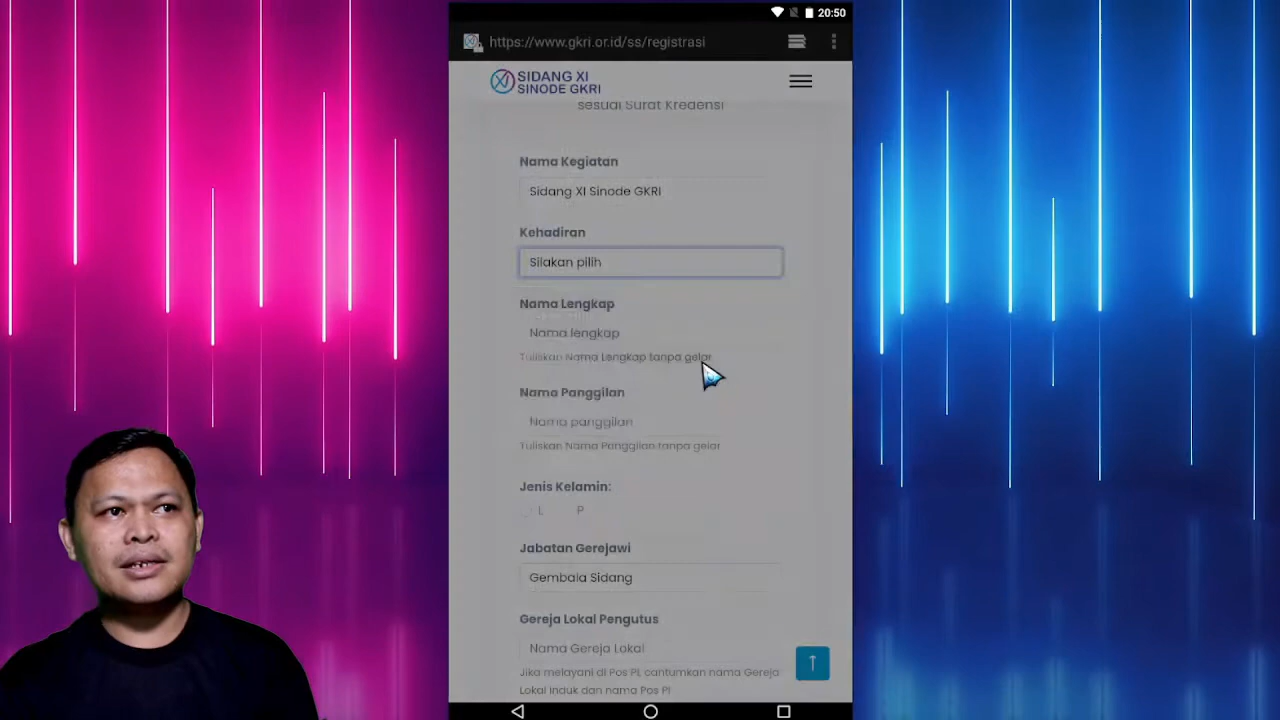 20:50
https://www.gkri.or.id/ss/registrasi
SIDANG XI
SINODE GKRI
sesuai Surat Kredensi
Nama Kegiatan
Sidang XI Sinode GKRI
Kehadiran
Silakan pilih
Nama Lengkap
Nama lengkap
Tuliskan Nama Lengkap tanpa gelar
Nama Panggilan
Nama panggilan
Tuliskan Nama Panggilan tanpa gelar
Jenis Kelamin:
L P
Jabatan Gerejawi
Gembala Sidang
Gereja Lokal Pengutus
Nama Gereja Lokal
Jika melayani di Pos PI, cantumkan nama Gereja
Lokal induk dan nama Pos PI